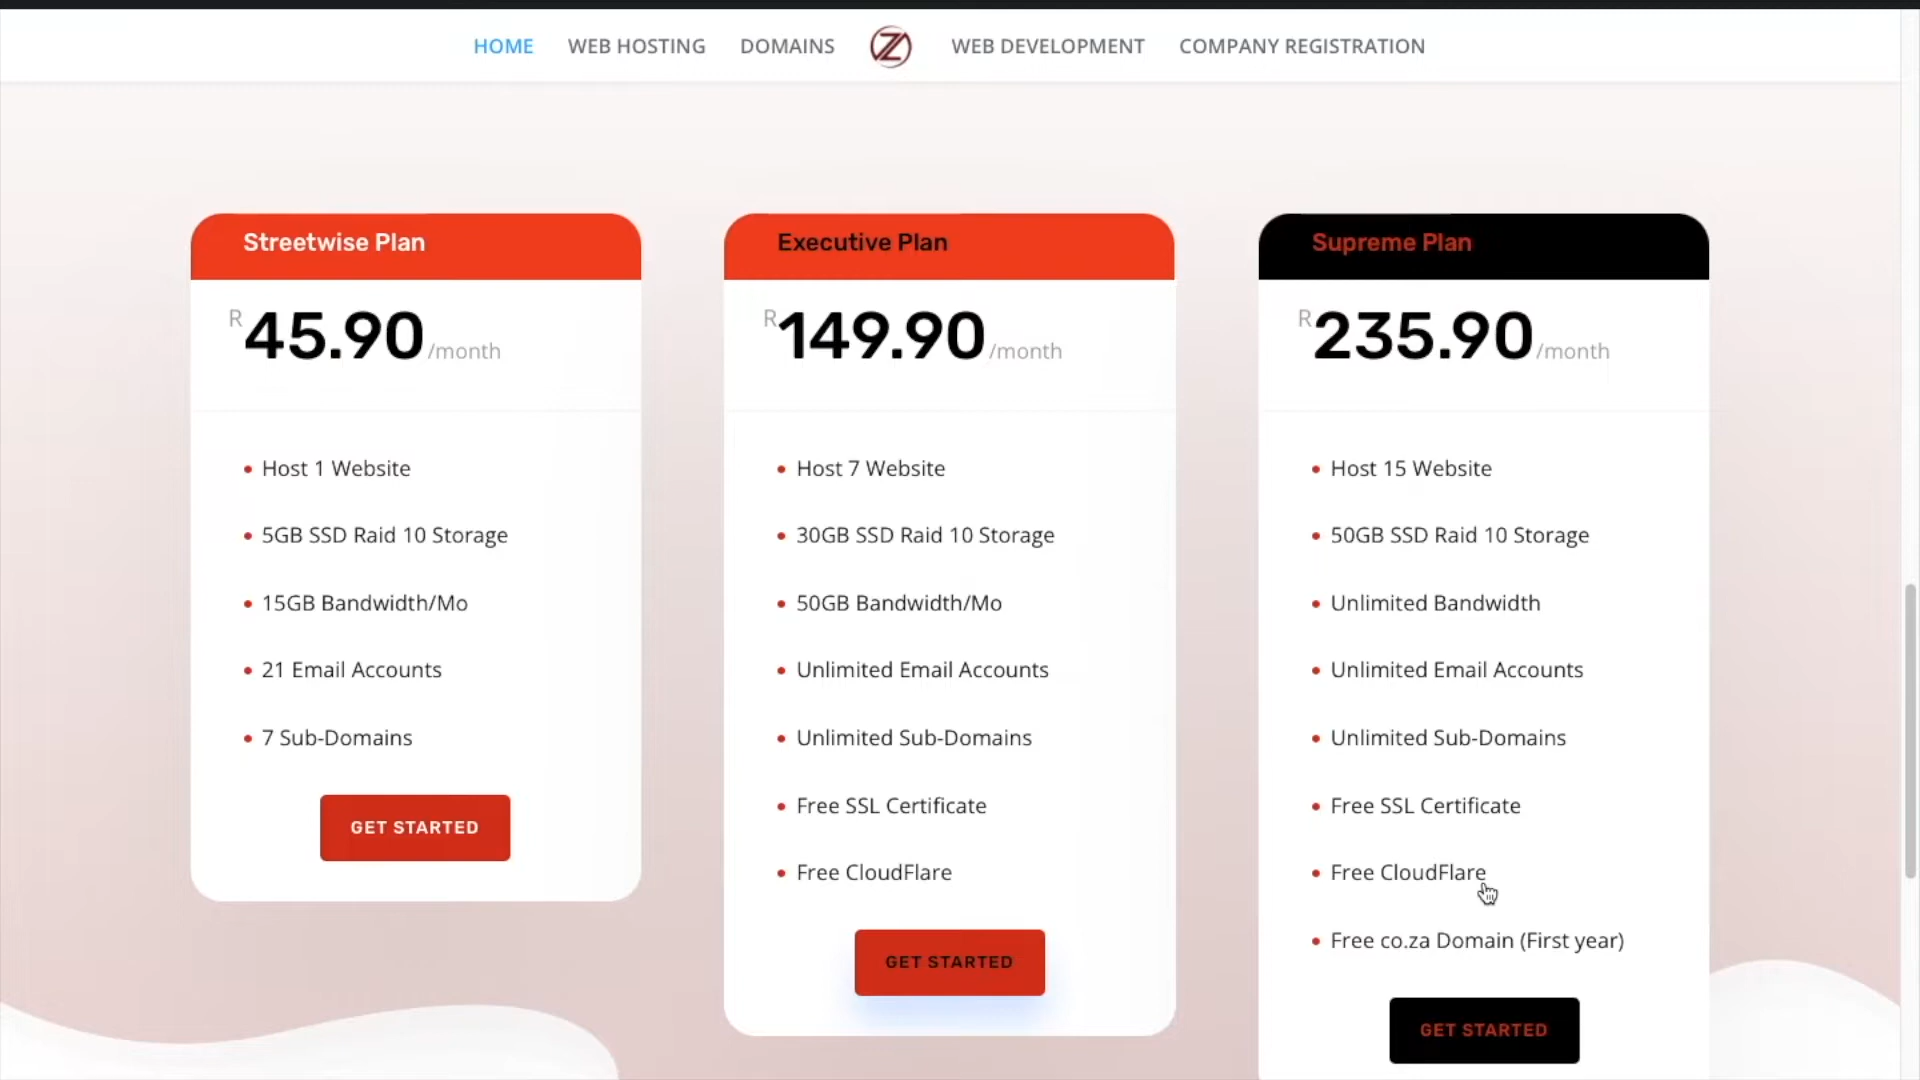 HOME WEB HOSTING DOMAINS WEB DEVELOPMENT COMPANY REGISTRATION
Streetwise Plan
R45.90/month
• Host 1 Website
• 5GB SSD Raid 10 Storage
• 15GB Bandwidth/Mo
• 21 Email Accounts
• 7 Sub-Domains
GET STARTED
Executive Plan
R149.90/month
• Host 7 Website
• 30GB SSD Raid 10 Storage
• 50GB Bandwidth/Mo
• Unlimited Email Accounts
• Unlimited Sub-Domains
• Free SSL Certificate
• Free CloudFlare
GET STARTED
Supreme Plan
R235.90/month
• Host 15 Website
• 50GB SSD Raid 10 Storage
• Unlimited Bandwidth
• Unlimited Email Accounts
• Unlimited Sub-Domains
• Free SSL Certificate
• Free CloudFlare
• Free co.za Domain (First year)
GET STARTED